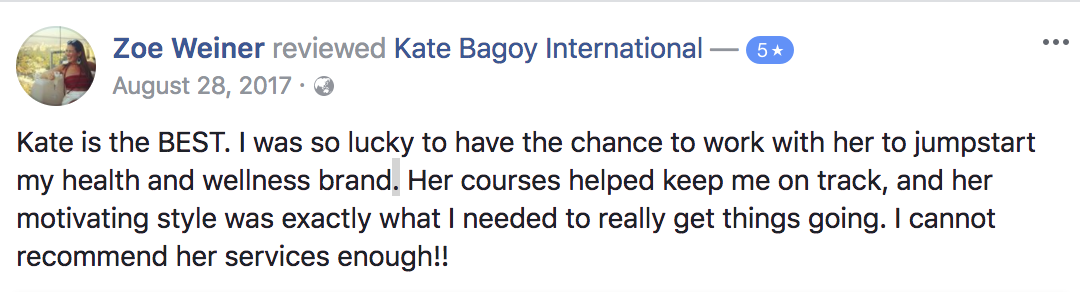 Zoe Weiner reviewed Kate Bagoy International — 5★
August 28, 2017 ·
Kate is the BEST. I was so lucky to have the chance to work with her to jumpstart
my health and wellness brand. Her courses helped keep me on track, and her
motivating style was exactly what I needed to really get things going. I cannot
recommend her services enough!!